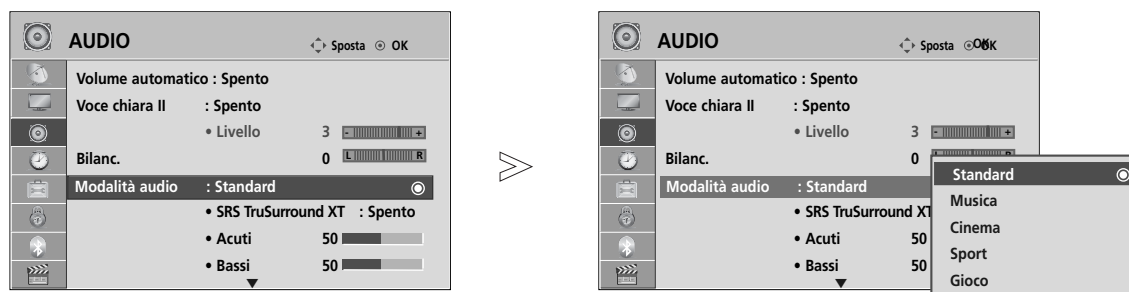 AUDIO Sposta OK
Volume automatico : Spento
Voce chiara II : Spento
• Livello 3 - +
Bilanc. 0 L R
Modalità audio : Standard
• SRS TruSurround XT : Spento
• Acuti 50
• Bassi 50
AUDIO Sposta OK
Volume automatico : Spento
Voce chiara II : Spento
• Livello 3 - +
Bilanc. 0 L R
Modalità audio : Standard
• SRS TruSurround XT
• Acuti 50
• Bassi 50
Standard
Musica
Cinema
Sport
Gioco